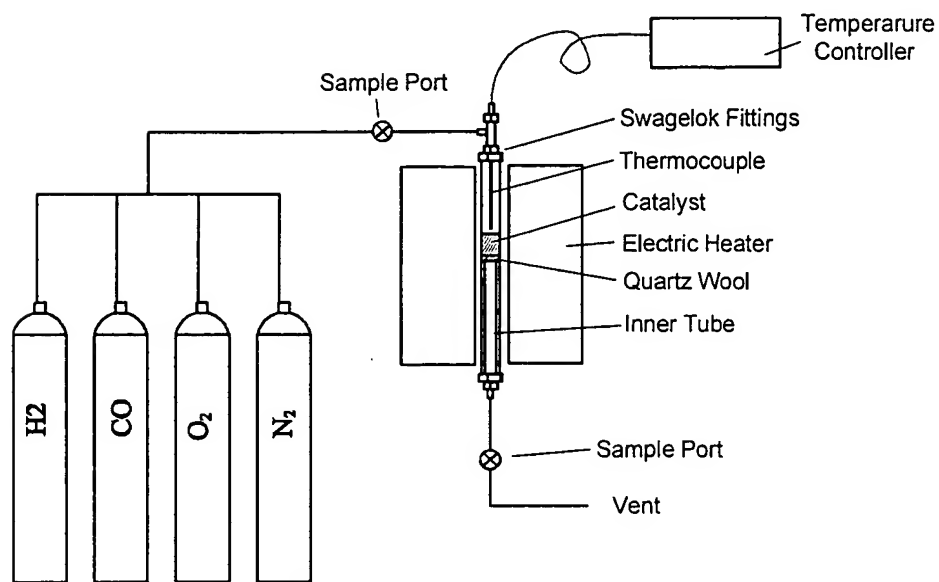 Temperarure
Controller
Sample Port
Swagelok Fittings
Thermocouple
Catalyst
Electric Heater
Quartz Wool
Inner Tube
H2
CO
O₂
N₂
Sample Port
Vent